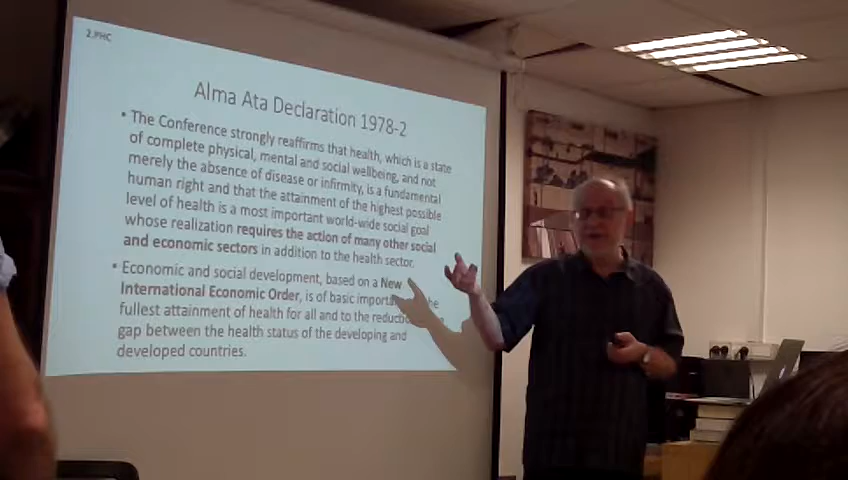 2.PHC
Alma Ata Declaration 1978-2
• The Conference strongly reaffirms that health, which is a state
of complete physical, mental and social wellbeing, and not
merely the absence of disease or infirmity, is a fundamental
human right and that the attainment of the highest possible
level of health is a most important world-wide social goal
whose realization requires the action of many other social
and economic sectors in addition to the health sector.
• Economic and social development, based on a New
International Economic Order, is of basic importance to the
fullest attainment of health for all and to the reduction
gap between the health status of the developing and
developed countries.